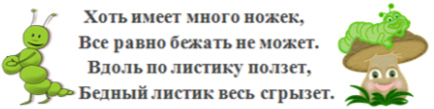 Хоть имеет много ножек,
Все равно бежать не может.
Вдоль по листику ползет,
Бедный листик весь сгрызет.